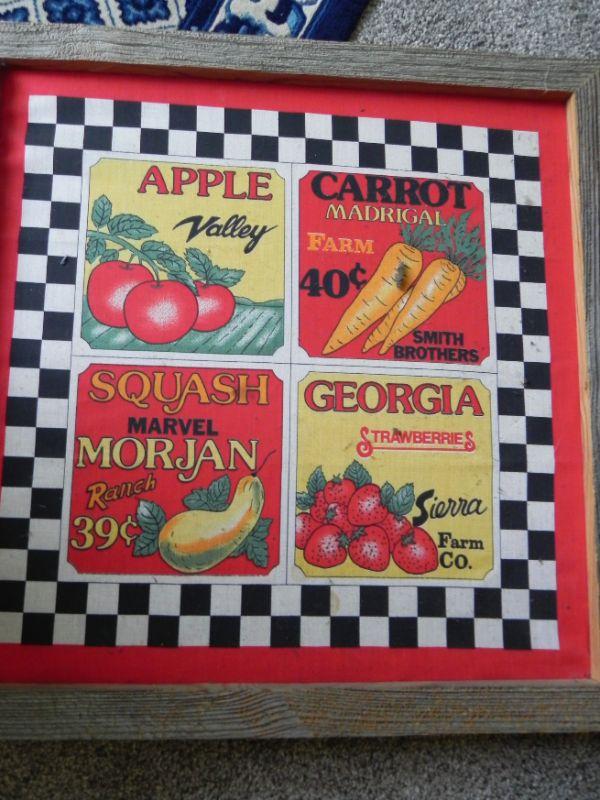 APPLE
Valley
CARROT
MADRIGAL
FARM
40¢
SMITH
BROTHERS
SQUASH
MARVEL
MORJAN
Ranch
39¢
GEORGIA
STRAWBERRIES
Sierra
Farm
Co.